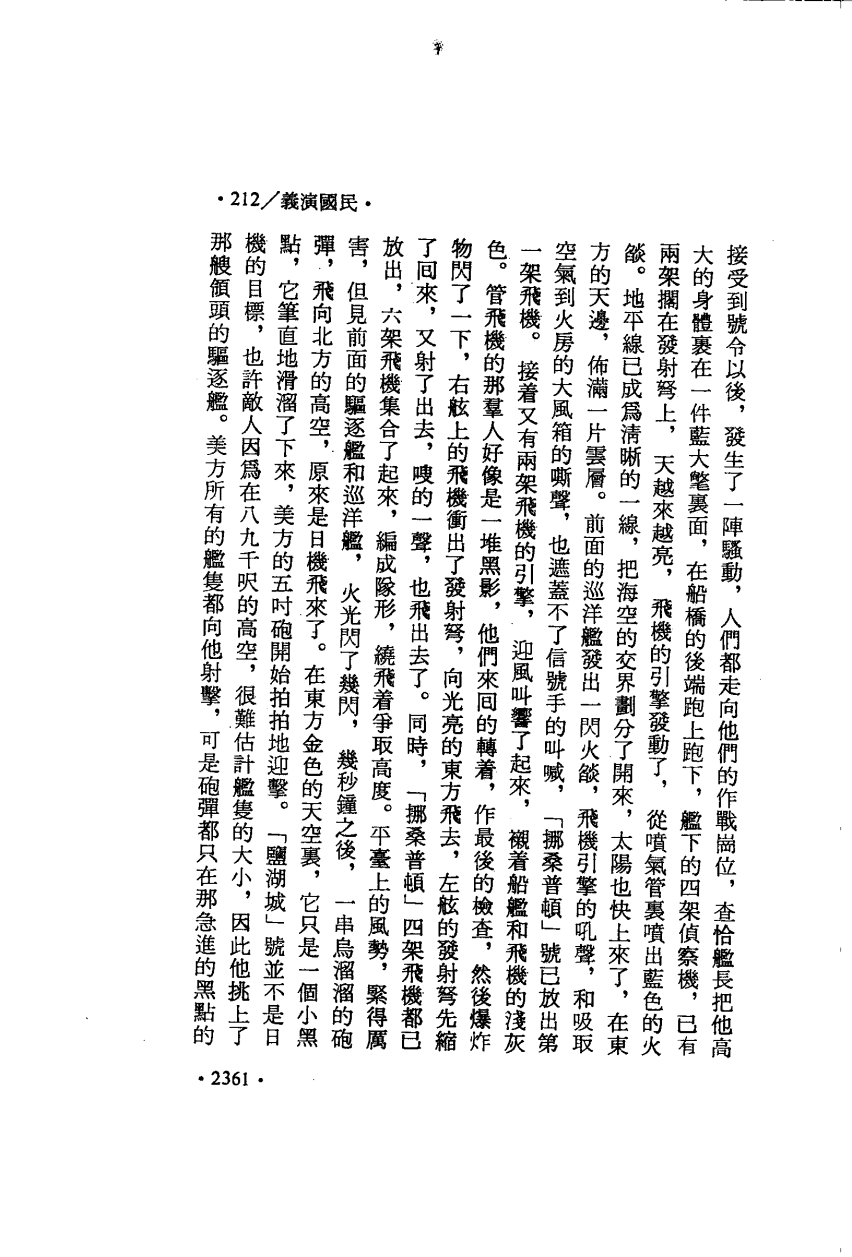 •212／義演國民•
接受到號令以後，發生了一陣騷動，人們都走向他們的作戰崗位，查恰艦長把他高
大的身體裹在一件藍大氅裏面，在船橋的後端跑上跑下，艦下的四架偵察機，已有
兩架擱在發射弩上，天越來越亮，飛機的引擎發動了，從噴氣管裏噴出藍色的火
燄。地平線已成爲清晰的一線，把海空的交界劃分了開來，太陽也快上來了，在東
方的天邊，佈滿一片雲層。前面的巡洋艦發出一閃火燄，飛機引擎的吼聲，和吸取
空氣到火房的大風箱的嘶聲，也遮蓋不了信號手的叫喊，「挪桑普頓」號已放出第
一架飛機。接着又有兩架飛機的引擎，迎風叫響了起來，襯着船艦和飛機的淺灰
色。管飛機的那羣人好像是一堆黑影，他們來回的轉着，作最後的檢查，然後爆炸
物閃了一下，右舷上的飛機衝出了發射弩，向光亮的東方飛去，左舷的發射弩先縮
了回來，又射了出去，嗖的一聲，也飛出去了。同時，「挪桑普頓」四架飛機都已
放出，六架飛機集合了起來，編成隊形，繞飛着爭取高度。平臺上的風勢，緊得厲
害，但見前面的驅逐艦和巡洋艦，火光閃了幾閃，幾秒鐘之後，一串烏溜溜的砲
彈，飛向北方的高空，原來是日機飛來了。在東方金色的天空裏，它只是一個小黑
點，它筆直地滑溜了下來，美方的五吋砲開始拍拍地迎擊。「鹽湖城」號並不是日
機的目標，也許敵人因爲在八九千呎的高空，很難估計艦隻的大小，因此他挑上了
那艘領頭的驅逐艦。美方所有的艦隻都向他射擊，可是砲彈都只在那急進的黑點的
•2361•